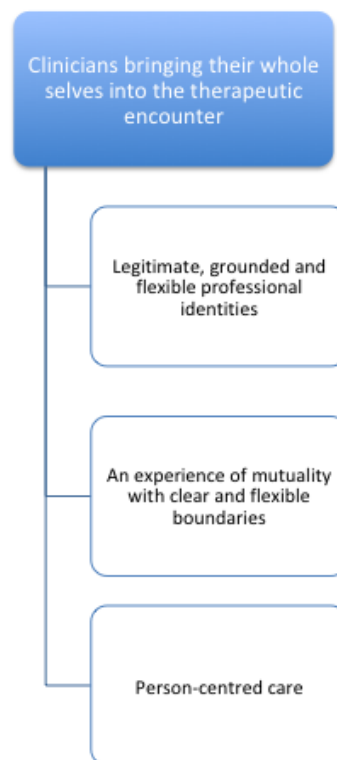 Clinicians bringing their whole
selves into the therapeutic
encounter
Legitimate, grounded and
flexible professional
identities
An experience of mutuality
with clear and flexible
boundaries
Person-centred care